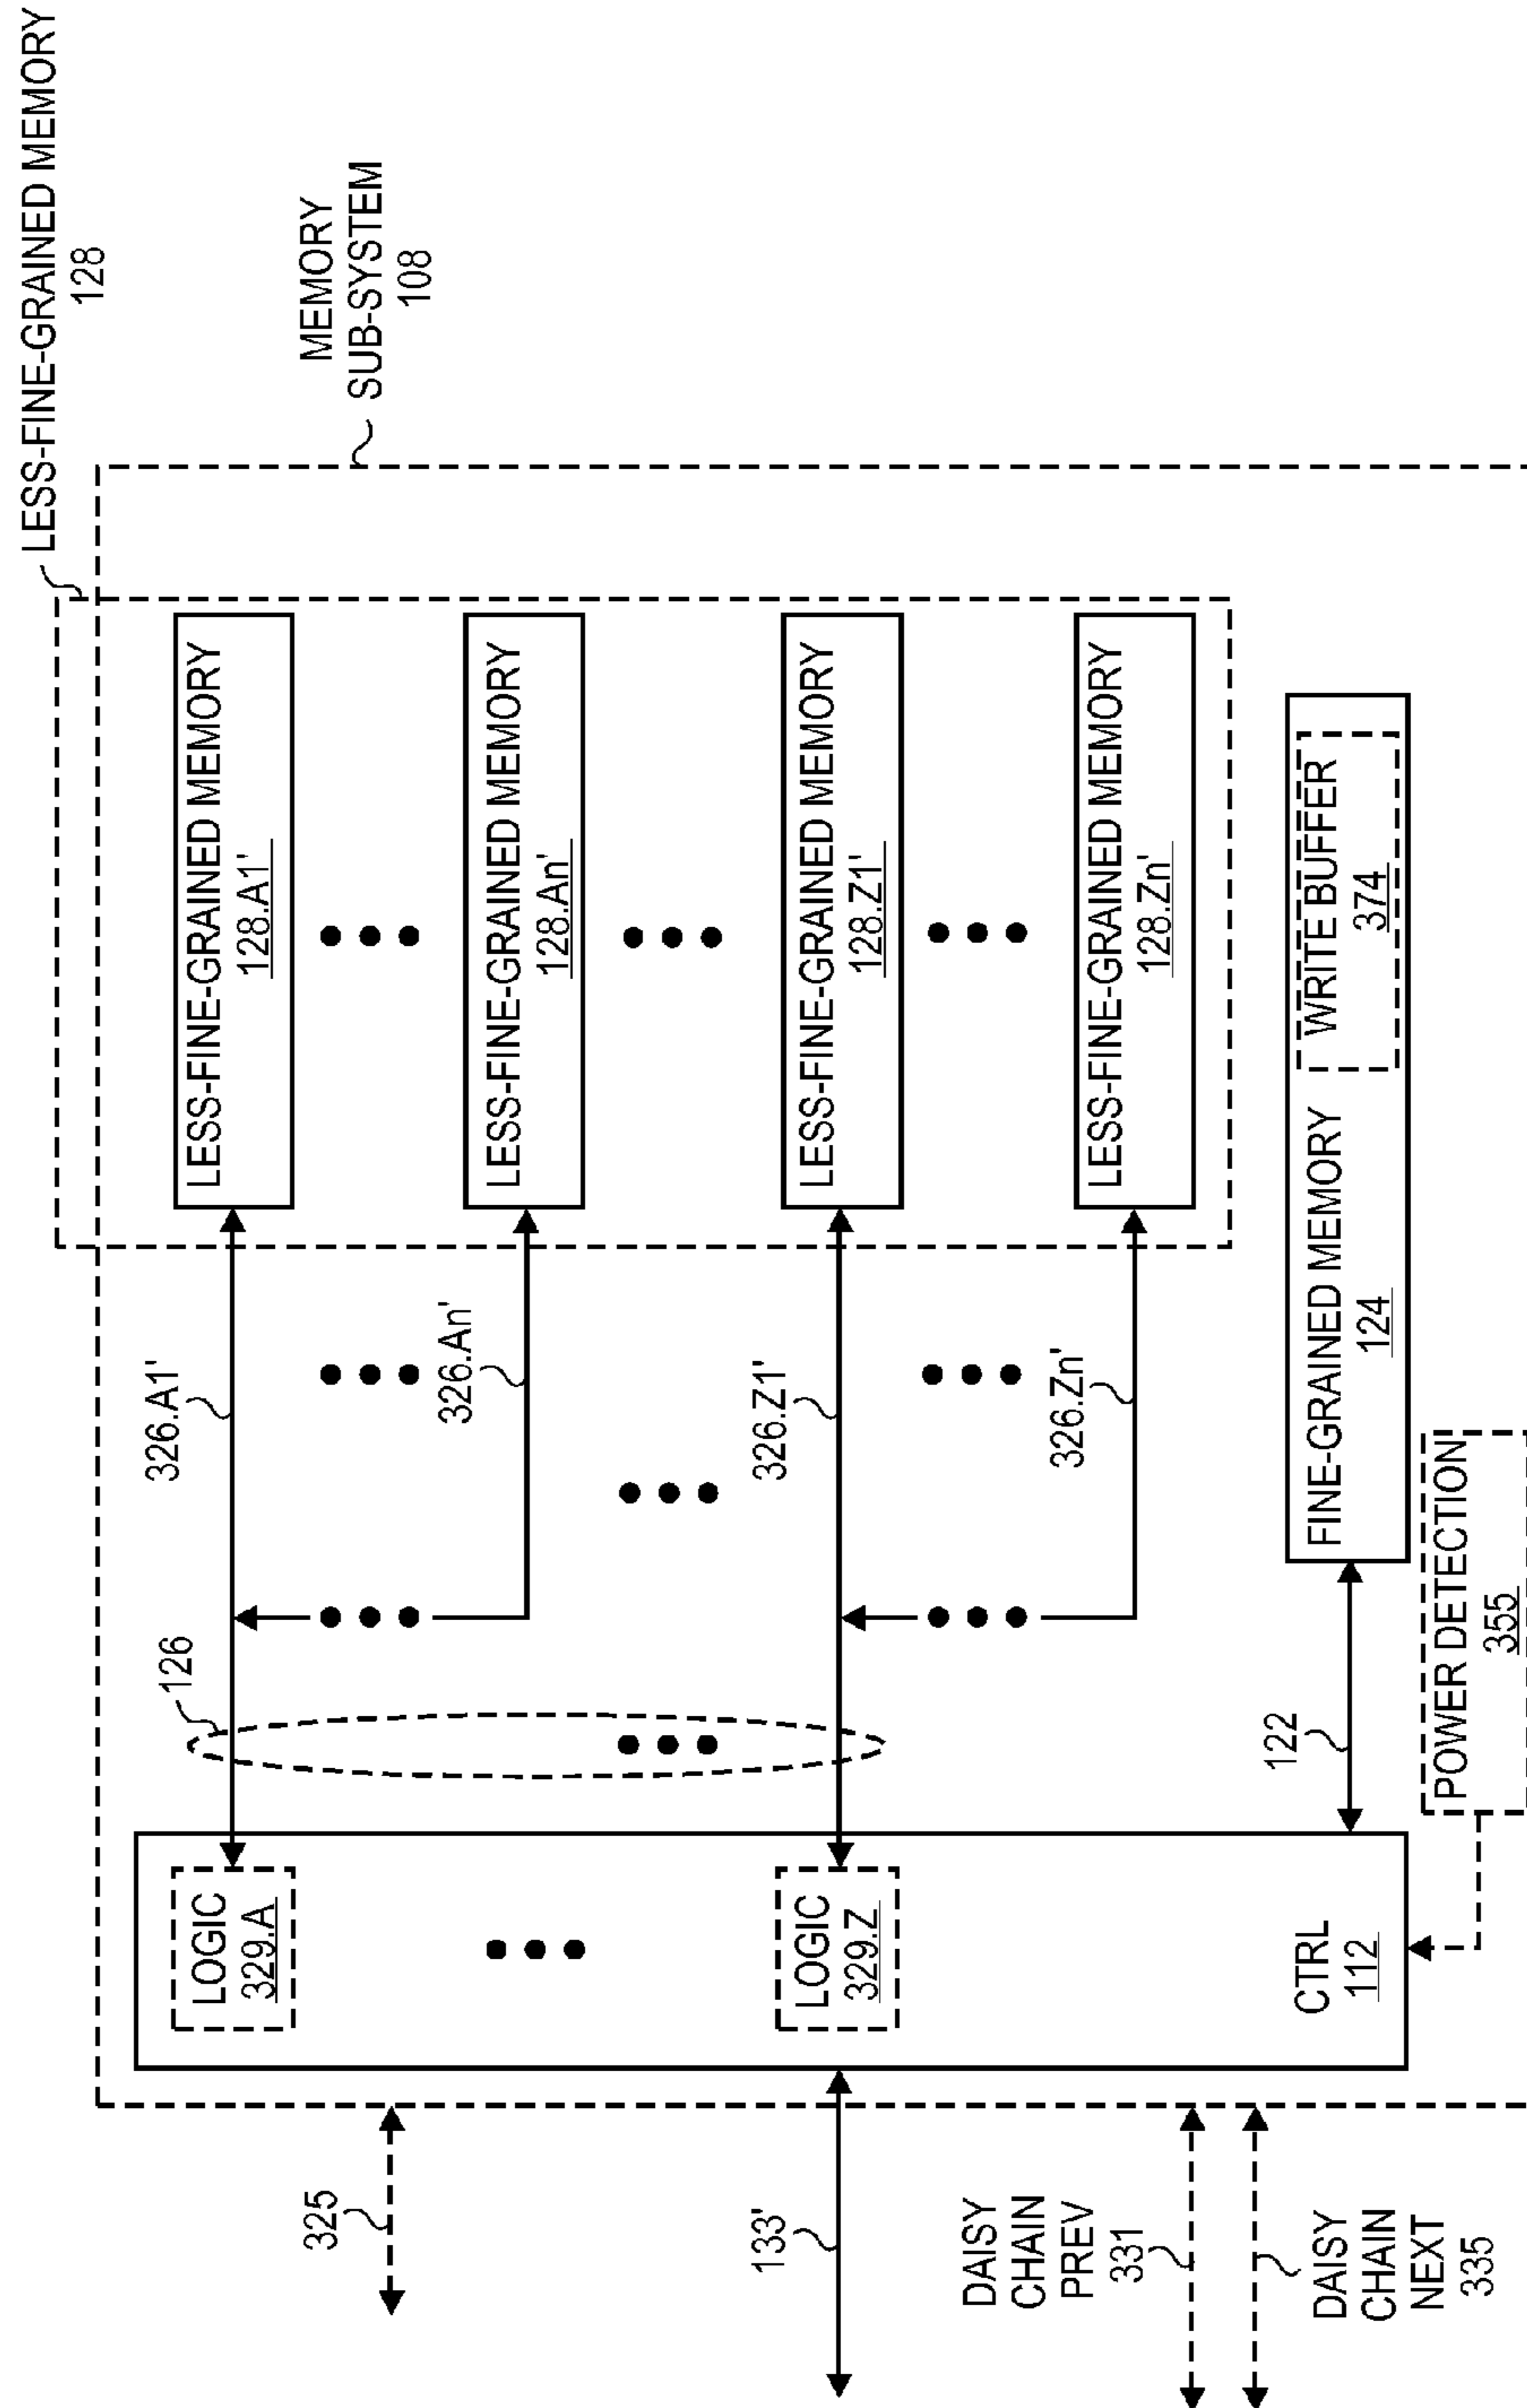 LESS-FINE-GRAINED MEMORY
128
MEMORY
SUB-SYSTEM
108
LESS-FINE-GRAINED MEMORY
128.A1'
LESS-FINE-GRAINED MEMORY
128.An'
LESS-FINE-GRAINED MEMORY
128.Z1'
LESS-FINE-GRAINED MEMORY
128.Zn'
326.A1'
326.An'
326.Z1'
326.Zn'
126
LOGIC
329.A
LOGIC
329.Z
CTRL
112
122
FINE-GRAINED MEMORY
124
WRITE BUFFER
374
POWER DETECTION
355
325
133'
DAISY
CHAIN
PREV
331
DAISY
CHAIN
NEXT
335